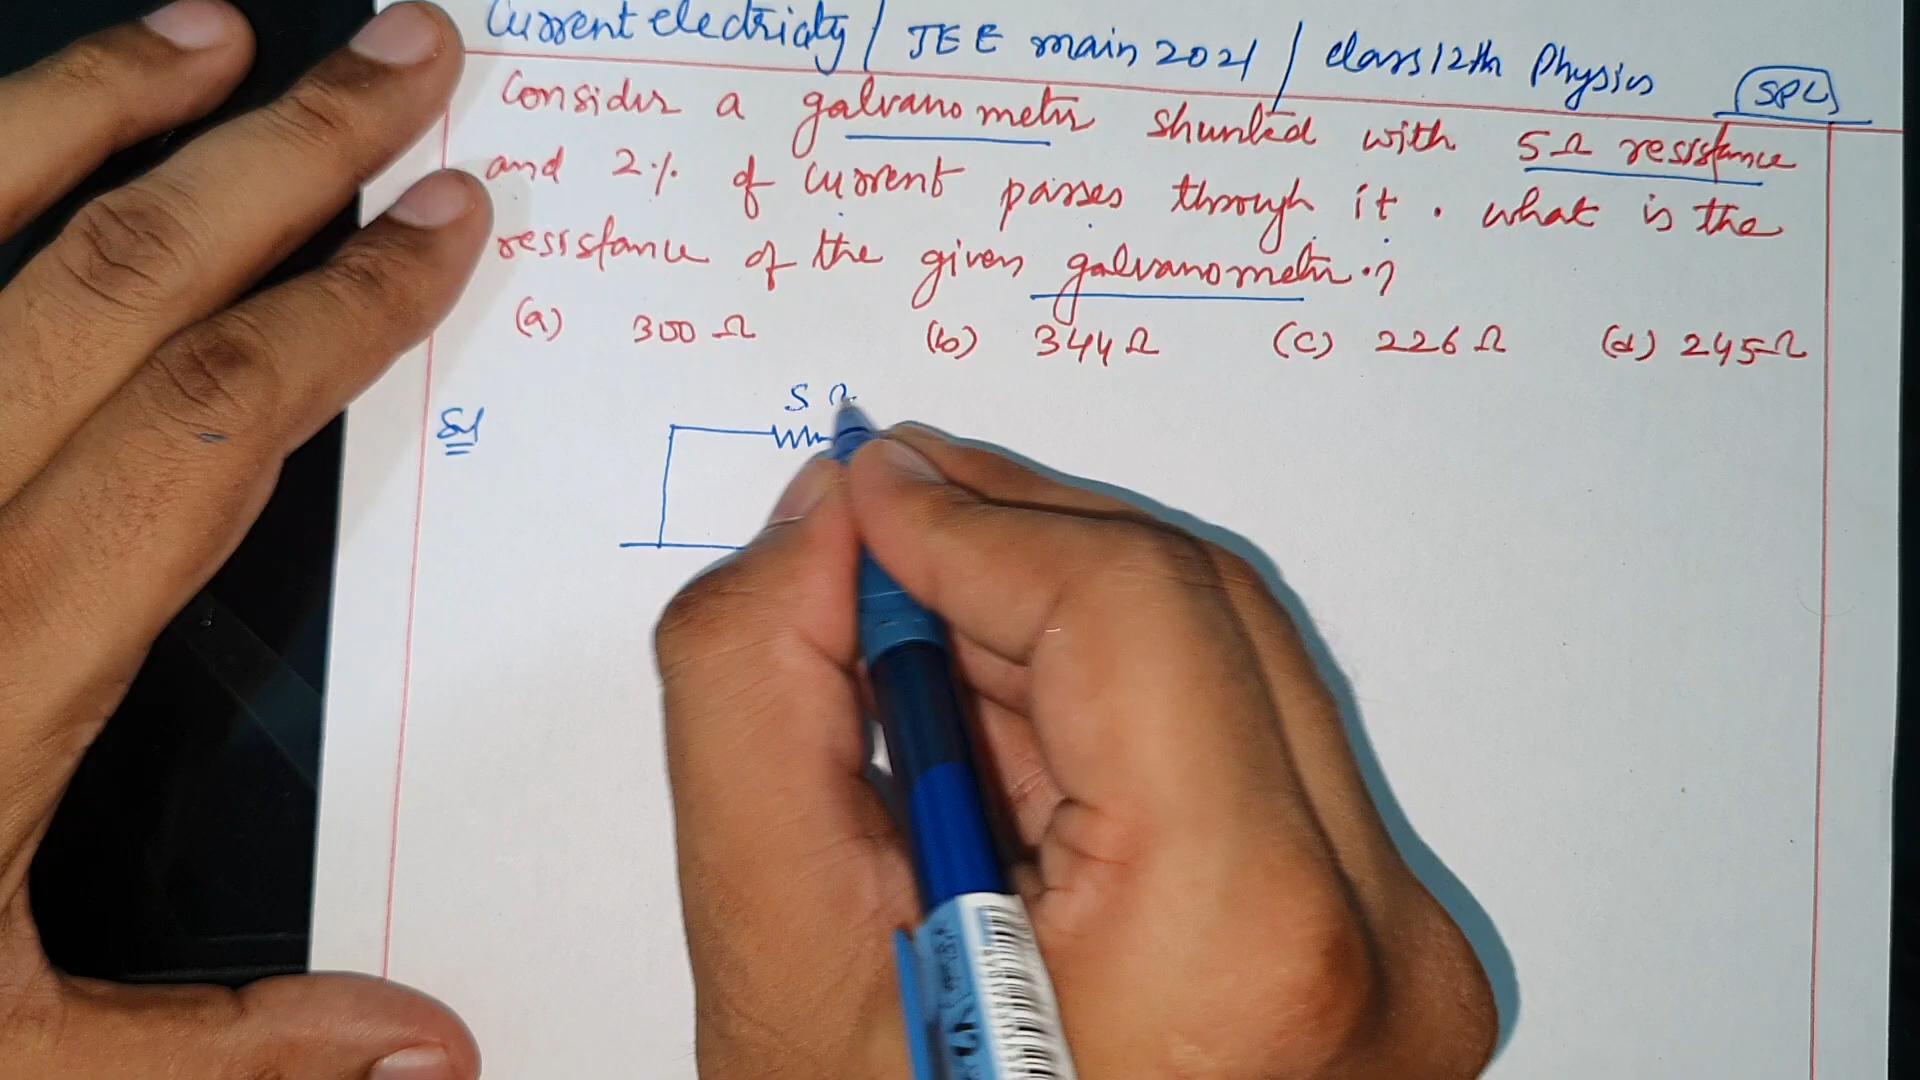 Current electricity / JEE main 2021 / class 12th Physics
SPL
Consider a galvanometer shunted with 5Ω resistance
and 2% of current passes through it. what is the
resistance of the given galvanometer ?
(a) 300 Ω (b) 344 Ω (c) 226 Ω (d) 245 Ω
Sol
5 Ω